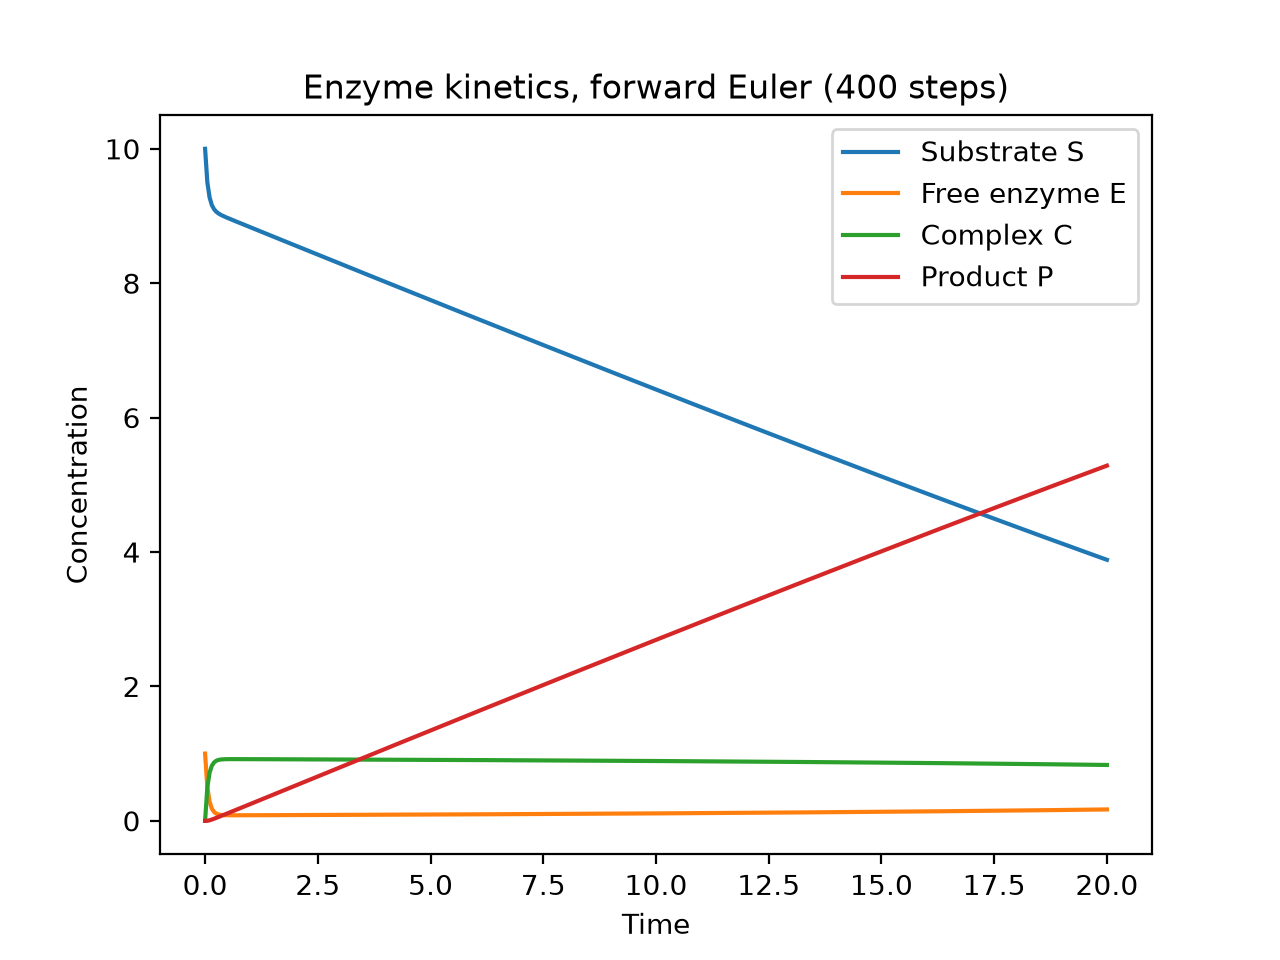 Enzyme kinetics, forward Euler (400 steps)
Substrate S
Free enzyme E
Complex C
Product P
Concentration
10
8
6
4
2
0
0.0 2.5 5.0 7.5 10.0 12.5 15.0 17.5 20.0
Time